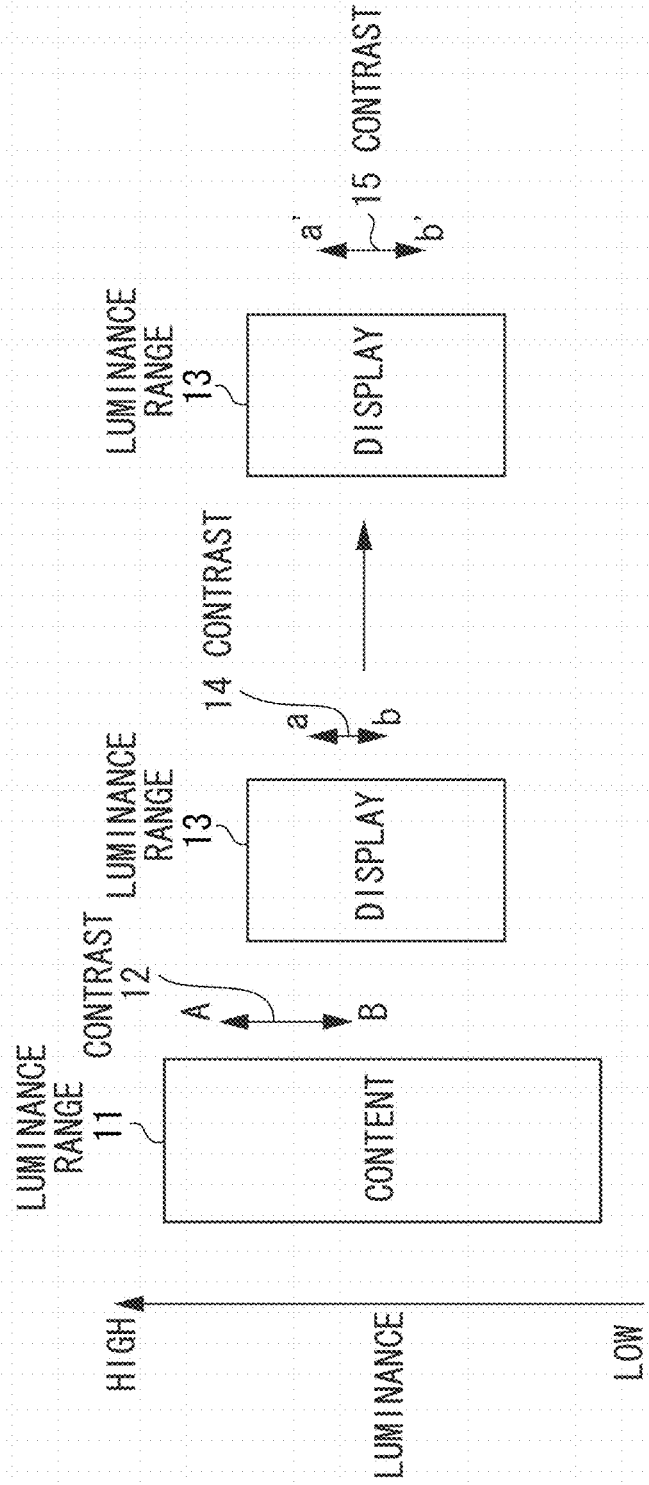 HIGH
LUMINANCE
LOW
LUMINANCE
RANGE
11
CONTENT
CONTRAST
12
A
B
LUMINANCE
RANGE
13
DISPLAY
14 CONTRAST
a
b
LUMINANCE
RANGE
13
DISPLAY
a'
b'
15 CONTRAST